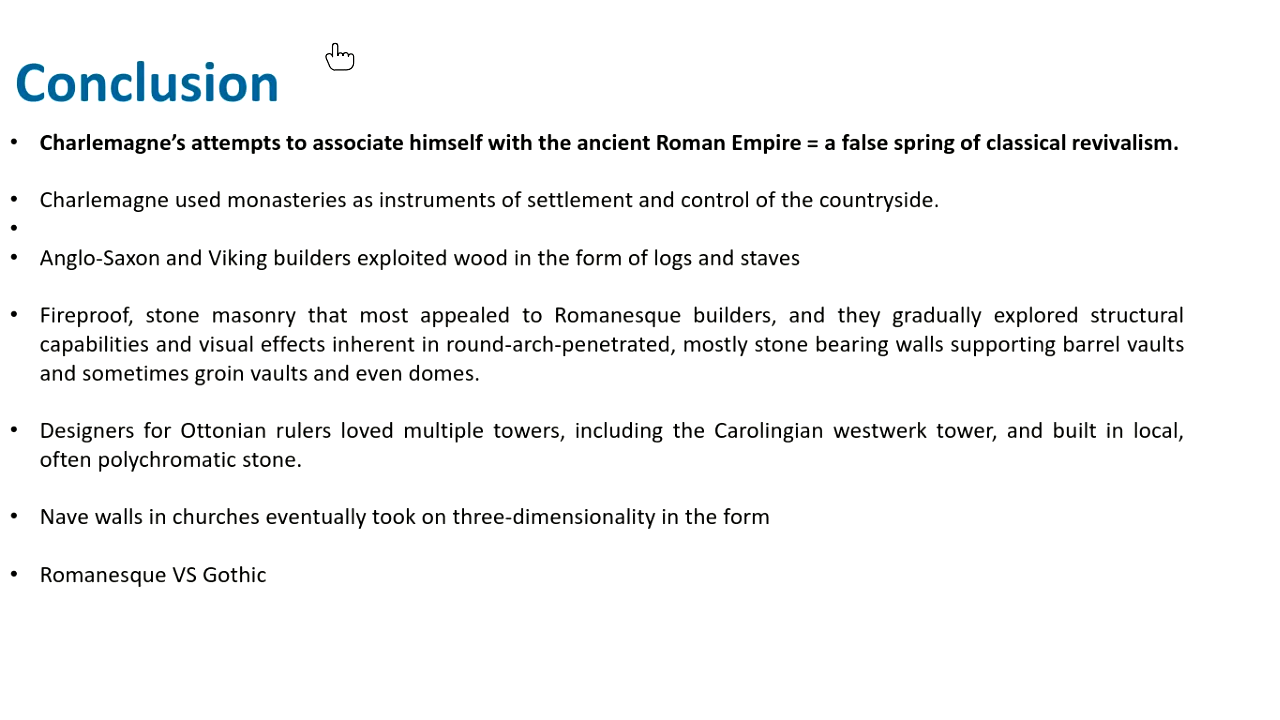 Conclusion
• Charlemagne’s attempts to associate himself with the ancient Roman Empire = a false spring of classical revivalism.
• Charlemagne used monasteries as instruments of settlement and control of the countryside.
•
• Anglo-Saxon and Viking builders exploited wood in the form of logs and staves
• Fireproof, stone masonry that most appealed to Romanesque builders, and they gradually explored structural
capabilities and visual effects inherent in round-arch-penetrated, mostly stone bearing walls supporting barrel vaults
and sometimes groin vaults and even domes.
• Designers for Ottonian rulers loved multiple towers, including the Carolingian westwerk tower, and built in local,
often polychromatic stone.
• Nave walls in churches eventually took on three-dimensionality in the form
• Romanesque VS Gothic